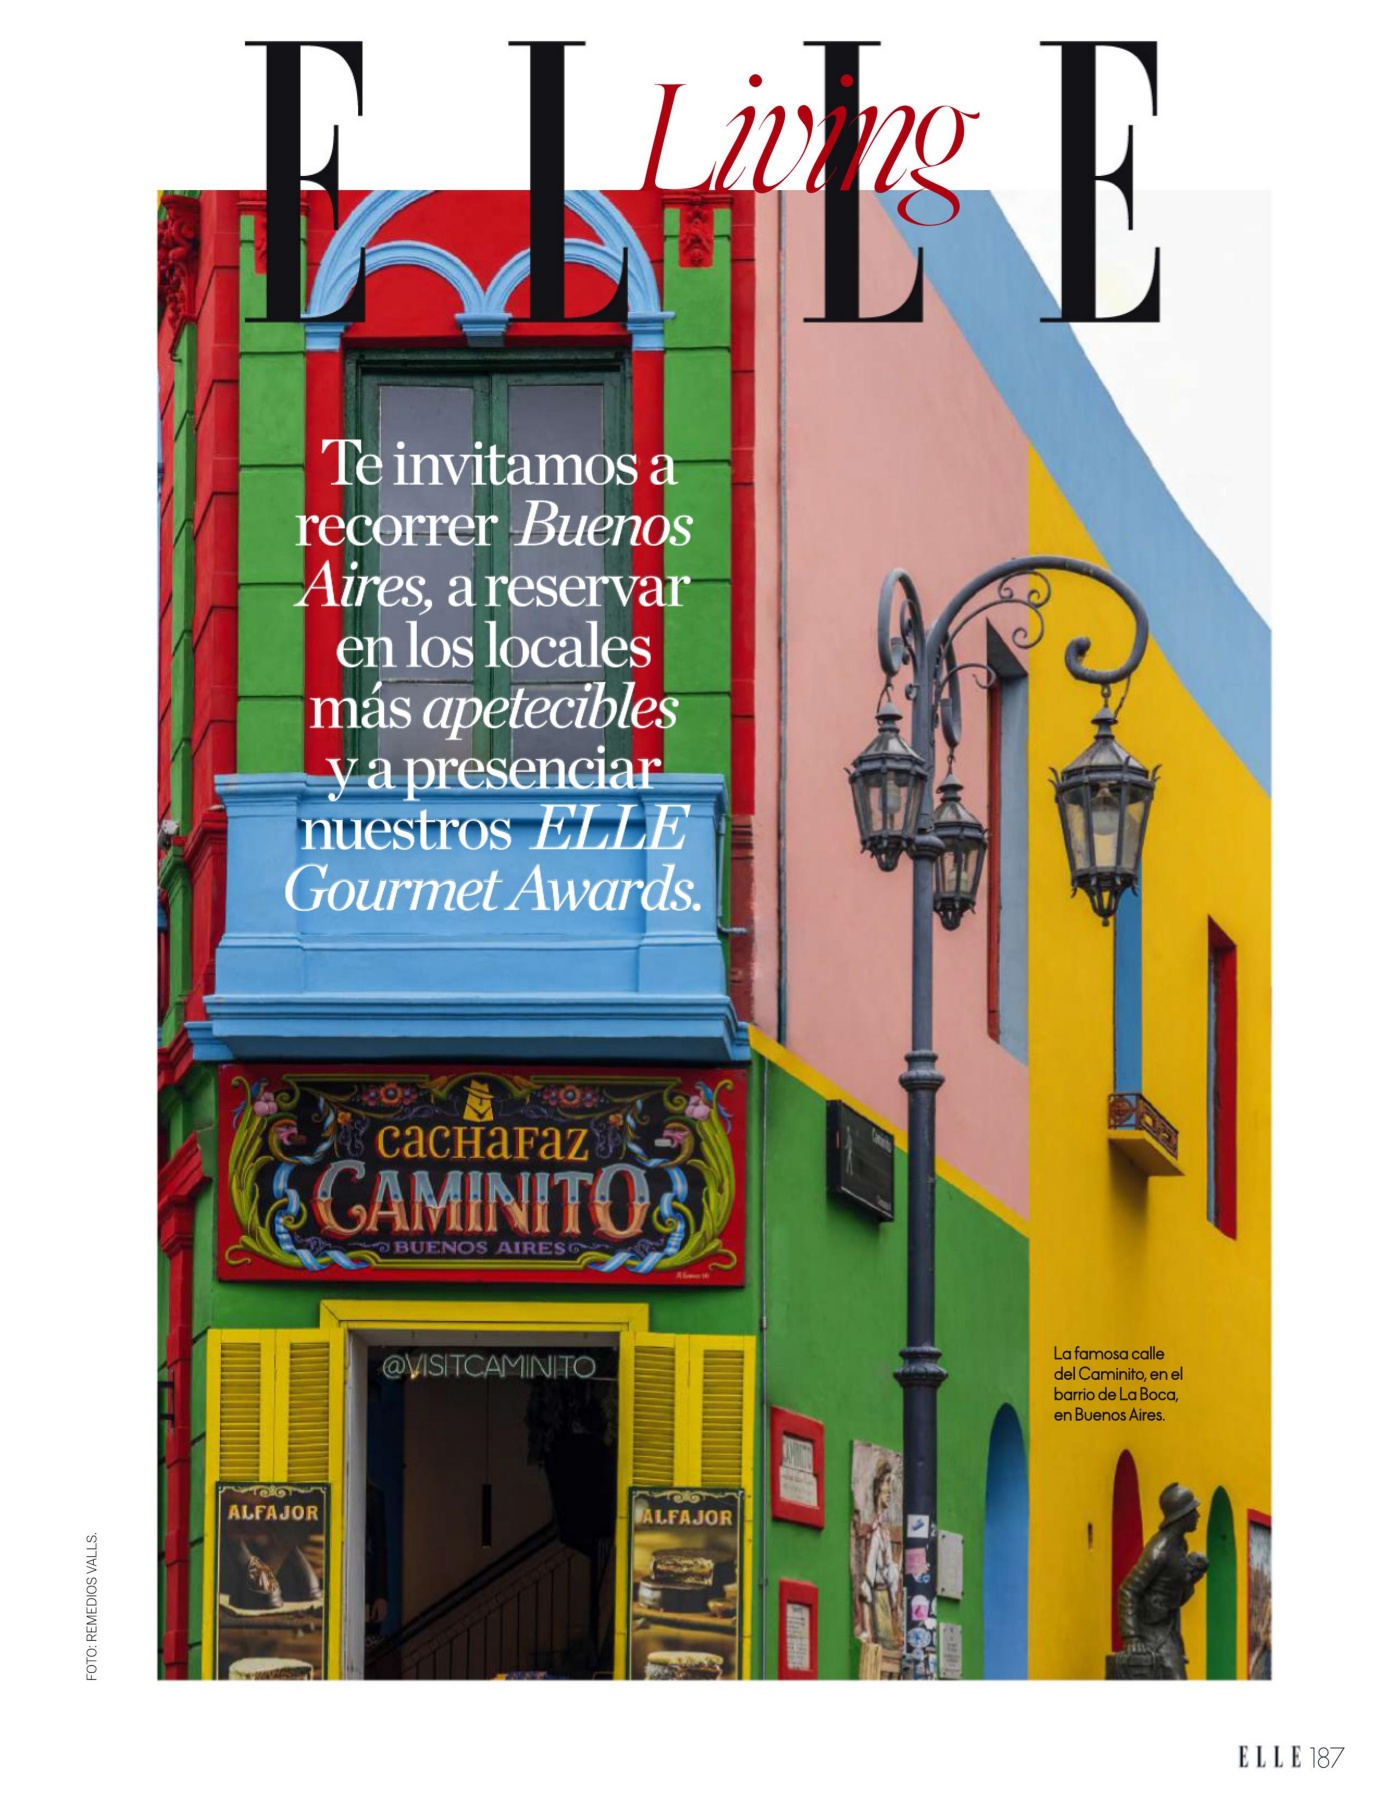 ELLE
Living
Te invitamos a
recorrer Buenos
Aires, a reservar
en los locales
más apetecibles
y a presenciar
nuestros ELLE
Gourmet Awards.
CACHAFAZ
CAMINITO
BUENOS AIRES
@VISITCAMINITO
ALFAJOR
ALFAJOR
Caminito
CAMINITO
La famosa calle
del Caminito, en el
barrio de La Boca,
en Buenos Aires.
FOTO: REMEDIOS VALLS.
ELLE 187